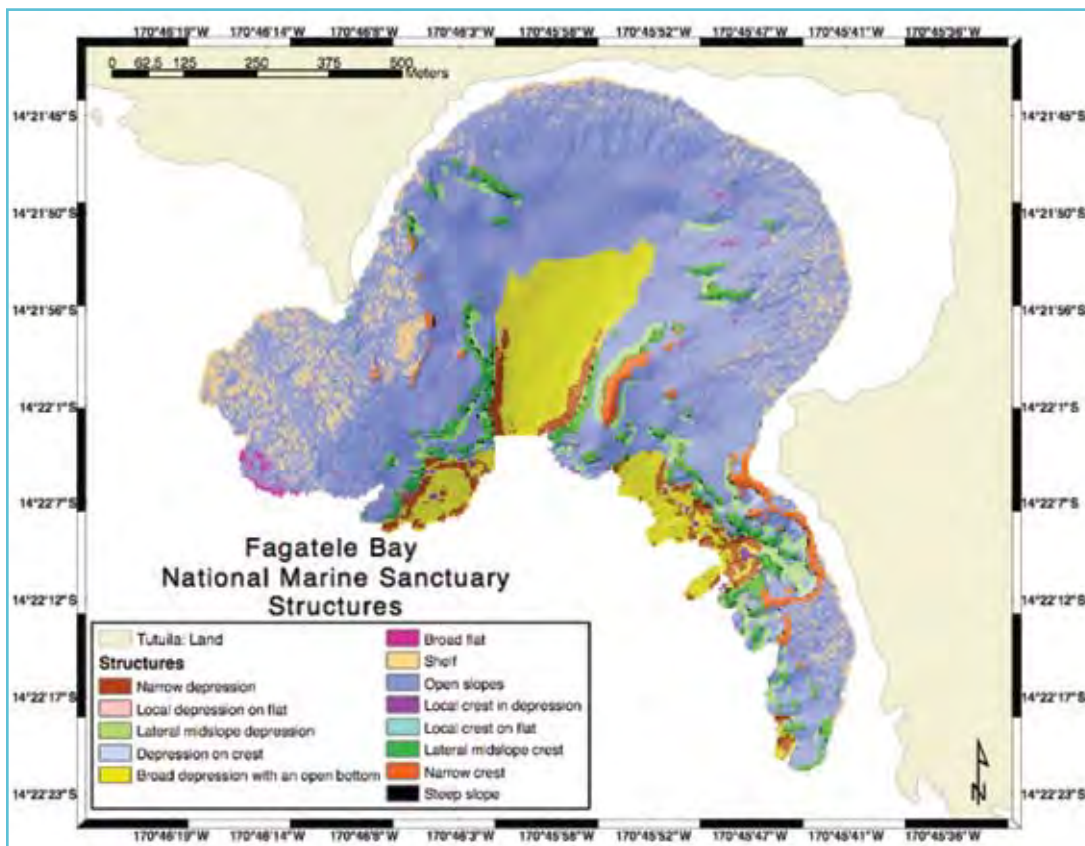 170°46'19"W 170°46'14"W 170°46'8"W 170°46'3"W 170°45'58"W 170°45'52"W 170°45'47"W 170°45'41"W 170°45'36"W
0 62.5 125 250 375 500
Meters
14°21'45"S 14°21'45"S
14°21'50"S 14°21'50"S
14°21'56"S 14°21'56"S
14°22'1"S 14°22'1"S
14°22'7"S 14°22'7"S
Fagatele Bay
National Marine Sanctuary
Structures
14°22'12"S 14°22'12"S
Tutuila: Land
Structures
Narrow depression
Local depression on flat
Lateral midslope depression
Depression on crest
Broad depression with an open bottom
Broad flat
Shelf
Open slopes
Local crest in depression
Local crest on flat
Lateral midslope crest
Narrow crest
Steep slope
14°22'17"S 14°22'17"S
14°22'23"S 14°22'23"S
N
170°46'19"W 170°46'14"W 170°46'8"W 170°46'3"W 170°45'58"W 170°45'52"W 170°45'47"W 170°45'41"W 170°45'36"W